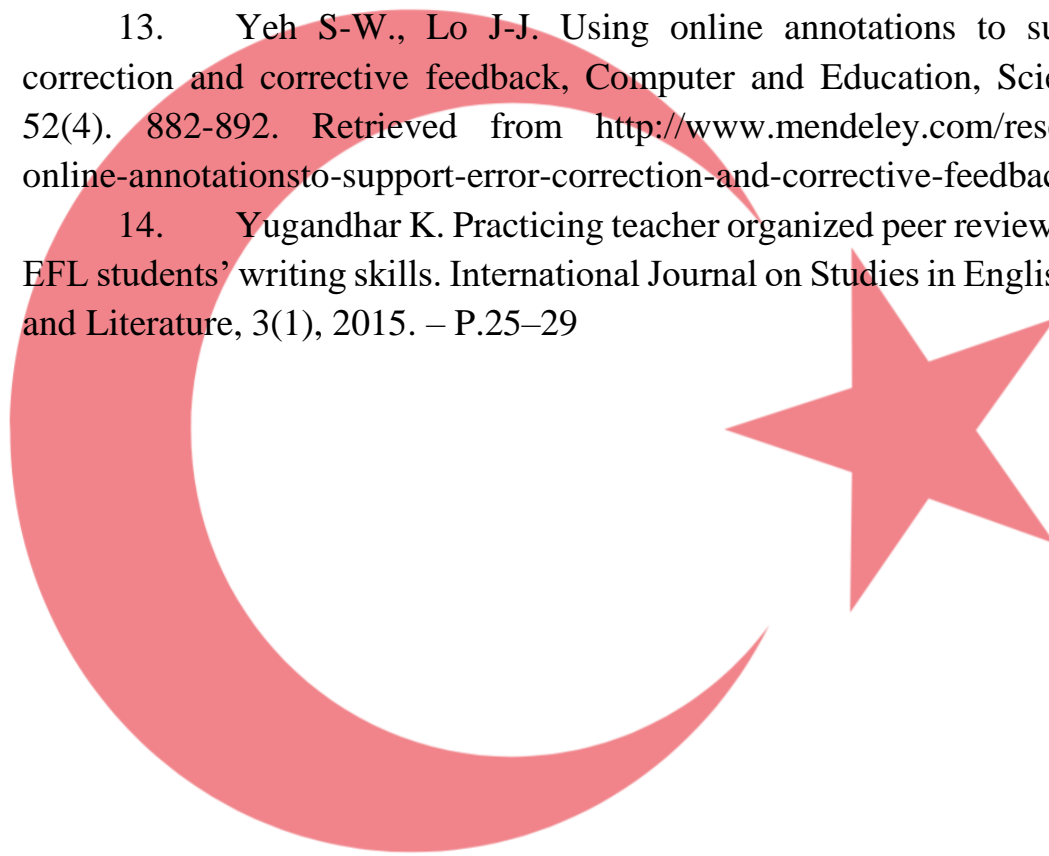 13. Yeh S-W., Lo J-J. Using online annotations to su
correction and corrective feedback, Computer and Education, Scie
52(4). 882-892. Retrieved from http://www.mendeley.com/rese
online-annotationsto-support-error-correction-and-corrective-feedbac
14. Yugandhar K. Practicing teacher organized peer review
EFL students’ writing skills. International Journal on Studies in Englis
and Literature, 3(1), 2015. – P.25–29